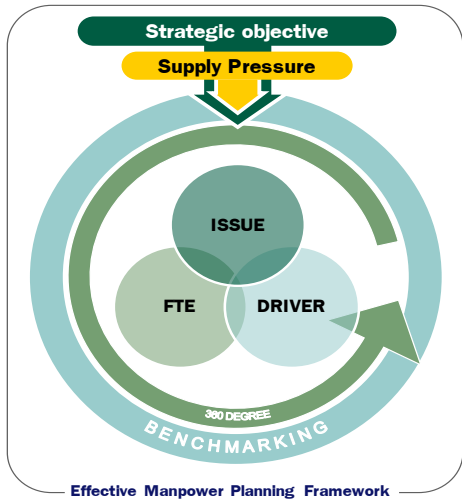 Strategic objective
Supply Pressure
ISSUE
FTE
DRIVER
360 DEGREE
BENCHMARKING
Effective Manpower Planning Framework